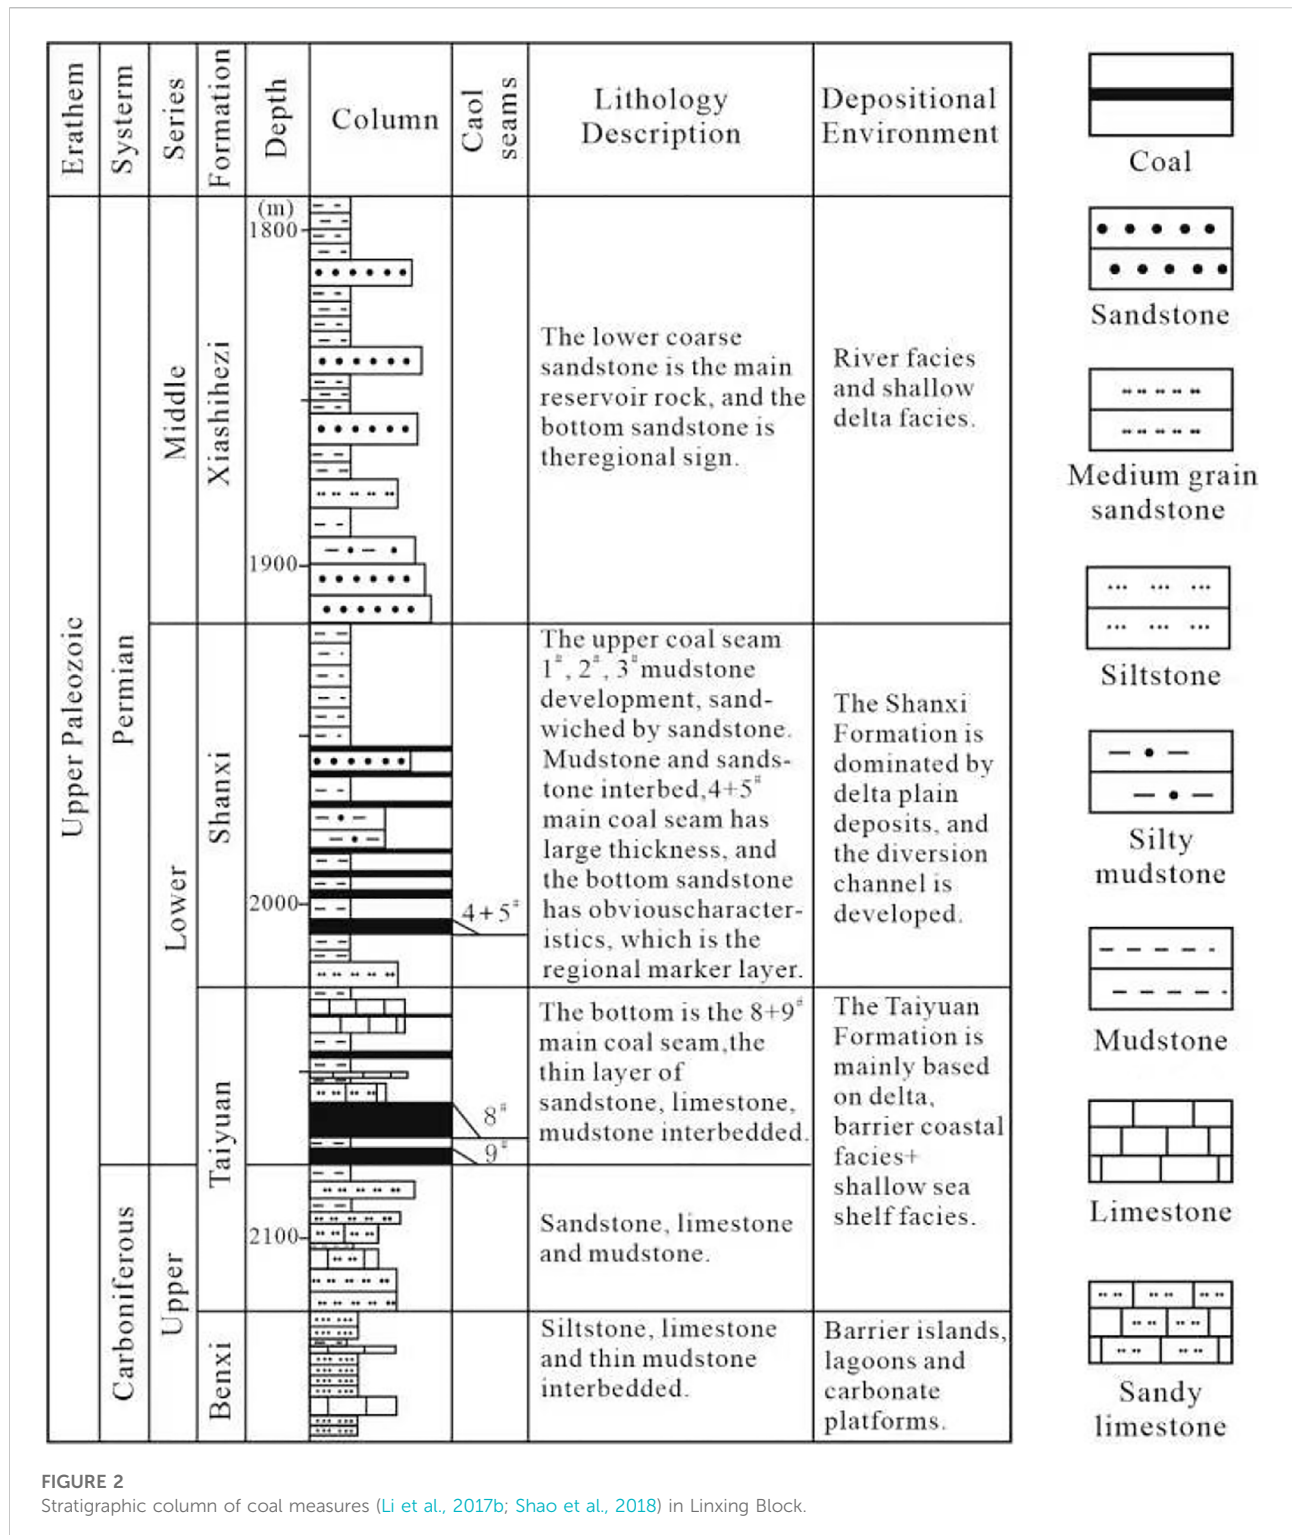 Erathem
Systerm
Series
Formation
Depth
Column
Caol
seams
Lithology
Description
Depositional
Environment
Upper Paleozoic
Permian
Carboniferous
Middle
Lower
Upper
Xiashihezi
Shanxi
Taiyuan
Benxi
(m)
1800
1900
2000
2100
4+5#
8#
9#
The lower coarse
sandstone is the main
reservoir rock, and the
bottom sandstone is
theregional sign.
River facies
and shallow
delta facies.
The upper coal seam
1#, 2#, 3# mudstone
development, sand-
wiched by sandstone.
Mudstone and sands-
tone interbed,4+5#
main coal seam has
large thickness, and
the bottom sandstone
has obviouscharacter-
istics, which is the
regional marker layer.
The Shanxi
Formation is
dominated by
delta plain
deposits, and
the diversion
channel is
developed.
The bottom is the 8+9#
main coal seam,the
thin layer of
sandstone, limestone,
mudstone interbedded.
The Taiyuan
Formation is
mainly based
on delta,
barrier coastal
facies+
shallow sea
shelf facies.
Sandstone, limestone
and mudstone.
Siltstone, limestone
and thin mudstone
interbedded.
Barrier islands,
lagoons and
carbonate
platforms.
Coal
Sandstone
Medium grain
sandstone
Siltstone
Silty
mudstone
Mudstone
Limestone
Sandy
limestone
FIGURE 2
Stratigraphic column of coal measures (Li et al., 2017b; Shao et al., 2018) in Linxing Block.